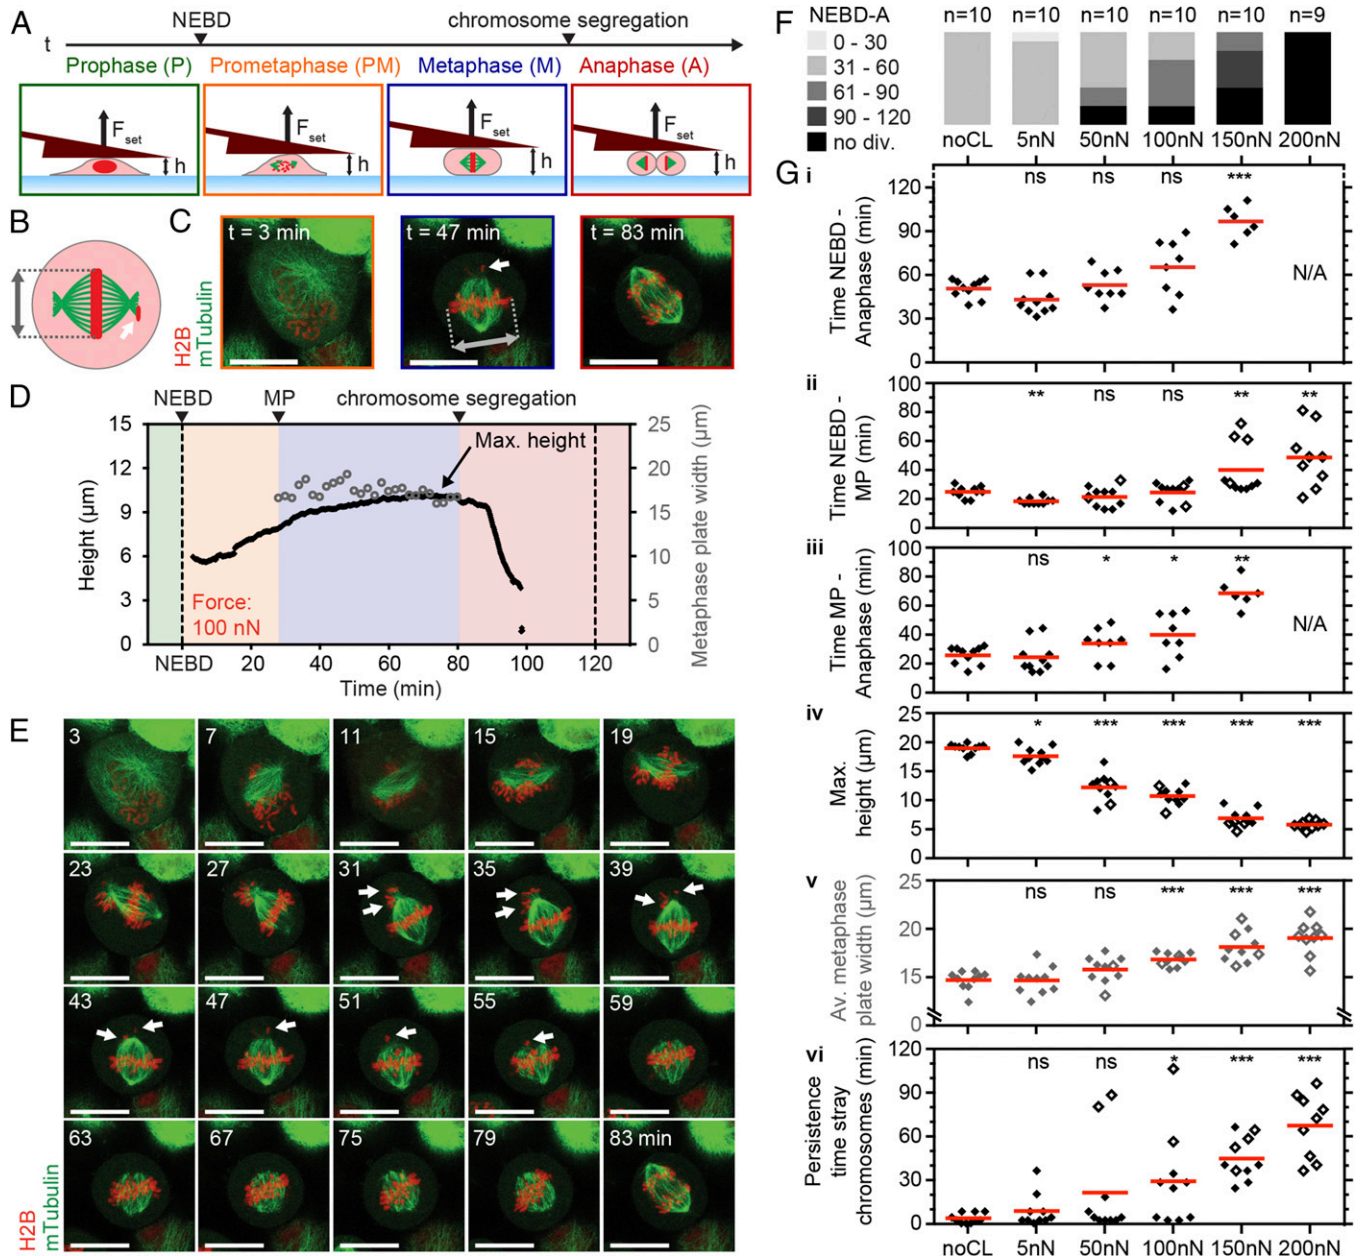 A
NEBD
chromosome segregation
t
Prophase (P)
Prometaphase (PM)
Metaphase (M)
Anaphase (A)
Fset
h
Fset
h
Fset
h
Fset
h
B
C
H2B
mTubulin
t = 3 min
t = 47 min
t = 83 min
D
NEBD
MP
chromosome segregation
Max. height
Force:
100 nN
Height (µm)
15
12
9
6
3
0
Metaphase plate width (µm)
25
20
15
10
5
0
NEBD
20
40
60
80
100
120
Time (min)
E
3
7
11
15
19
23
27
31
35
39
43
47
51
55
59
63
67
75
79
83 min
H2B
mTubulin
F
NEBD-A
0 - 30
31 - 60
61 - 90
90 - 120
no div.
n=10
n=10
n=10
n=10
n=10
n=9
noCL
5nN
50nN
100nN
150nN
200nN
G
i
Time NEBD -
Anaphase (min)
120
90
60
30
0
ns
ns
ns
***
N/A
ii
Time NEBD -
MP (min)
100
80
60
40
20
0
**
ns
ns
**
**
iii
Time MP -
Anaphase (min)
100
80
60
40
20
0
ns
*
*
**
N/A
iv
Max.
height (µm)
25
20
15
10
5
0
*
***
***
***
***
v
Av. metaphase
plate width (µm)
25
20
15
0
ns
ns
***
***
***
vi
Persistence
time stray
chromosomes (min)
120
90
60
30
0
ns
ns
*
***
***
noCL
5nN
50nN
100nN
150nN
200nN